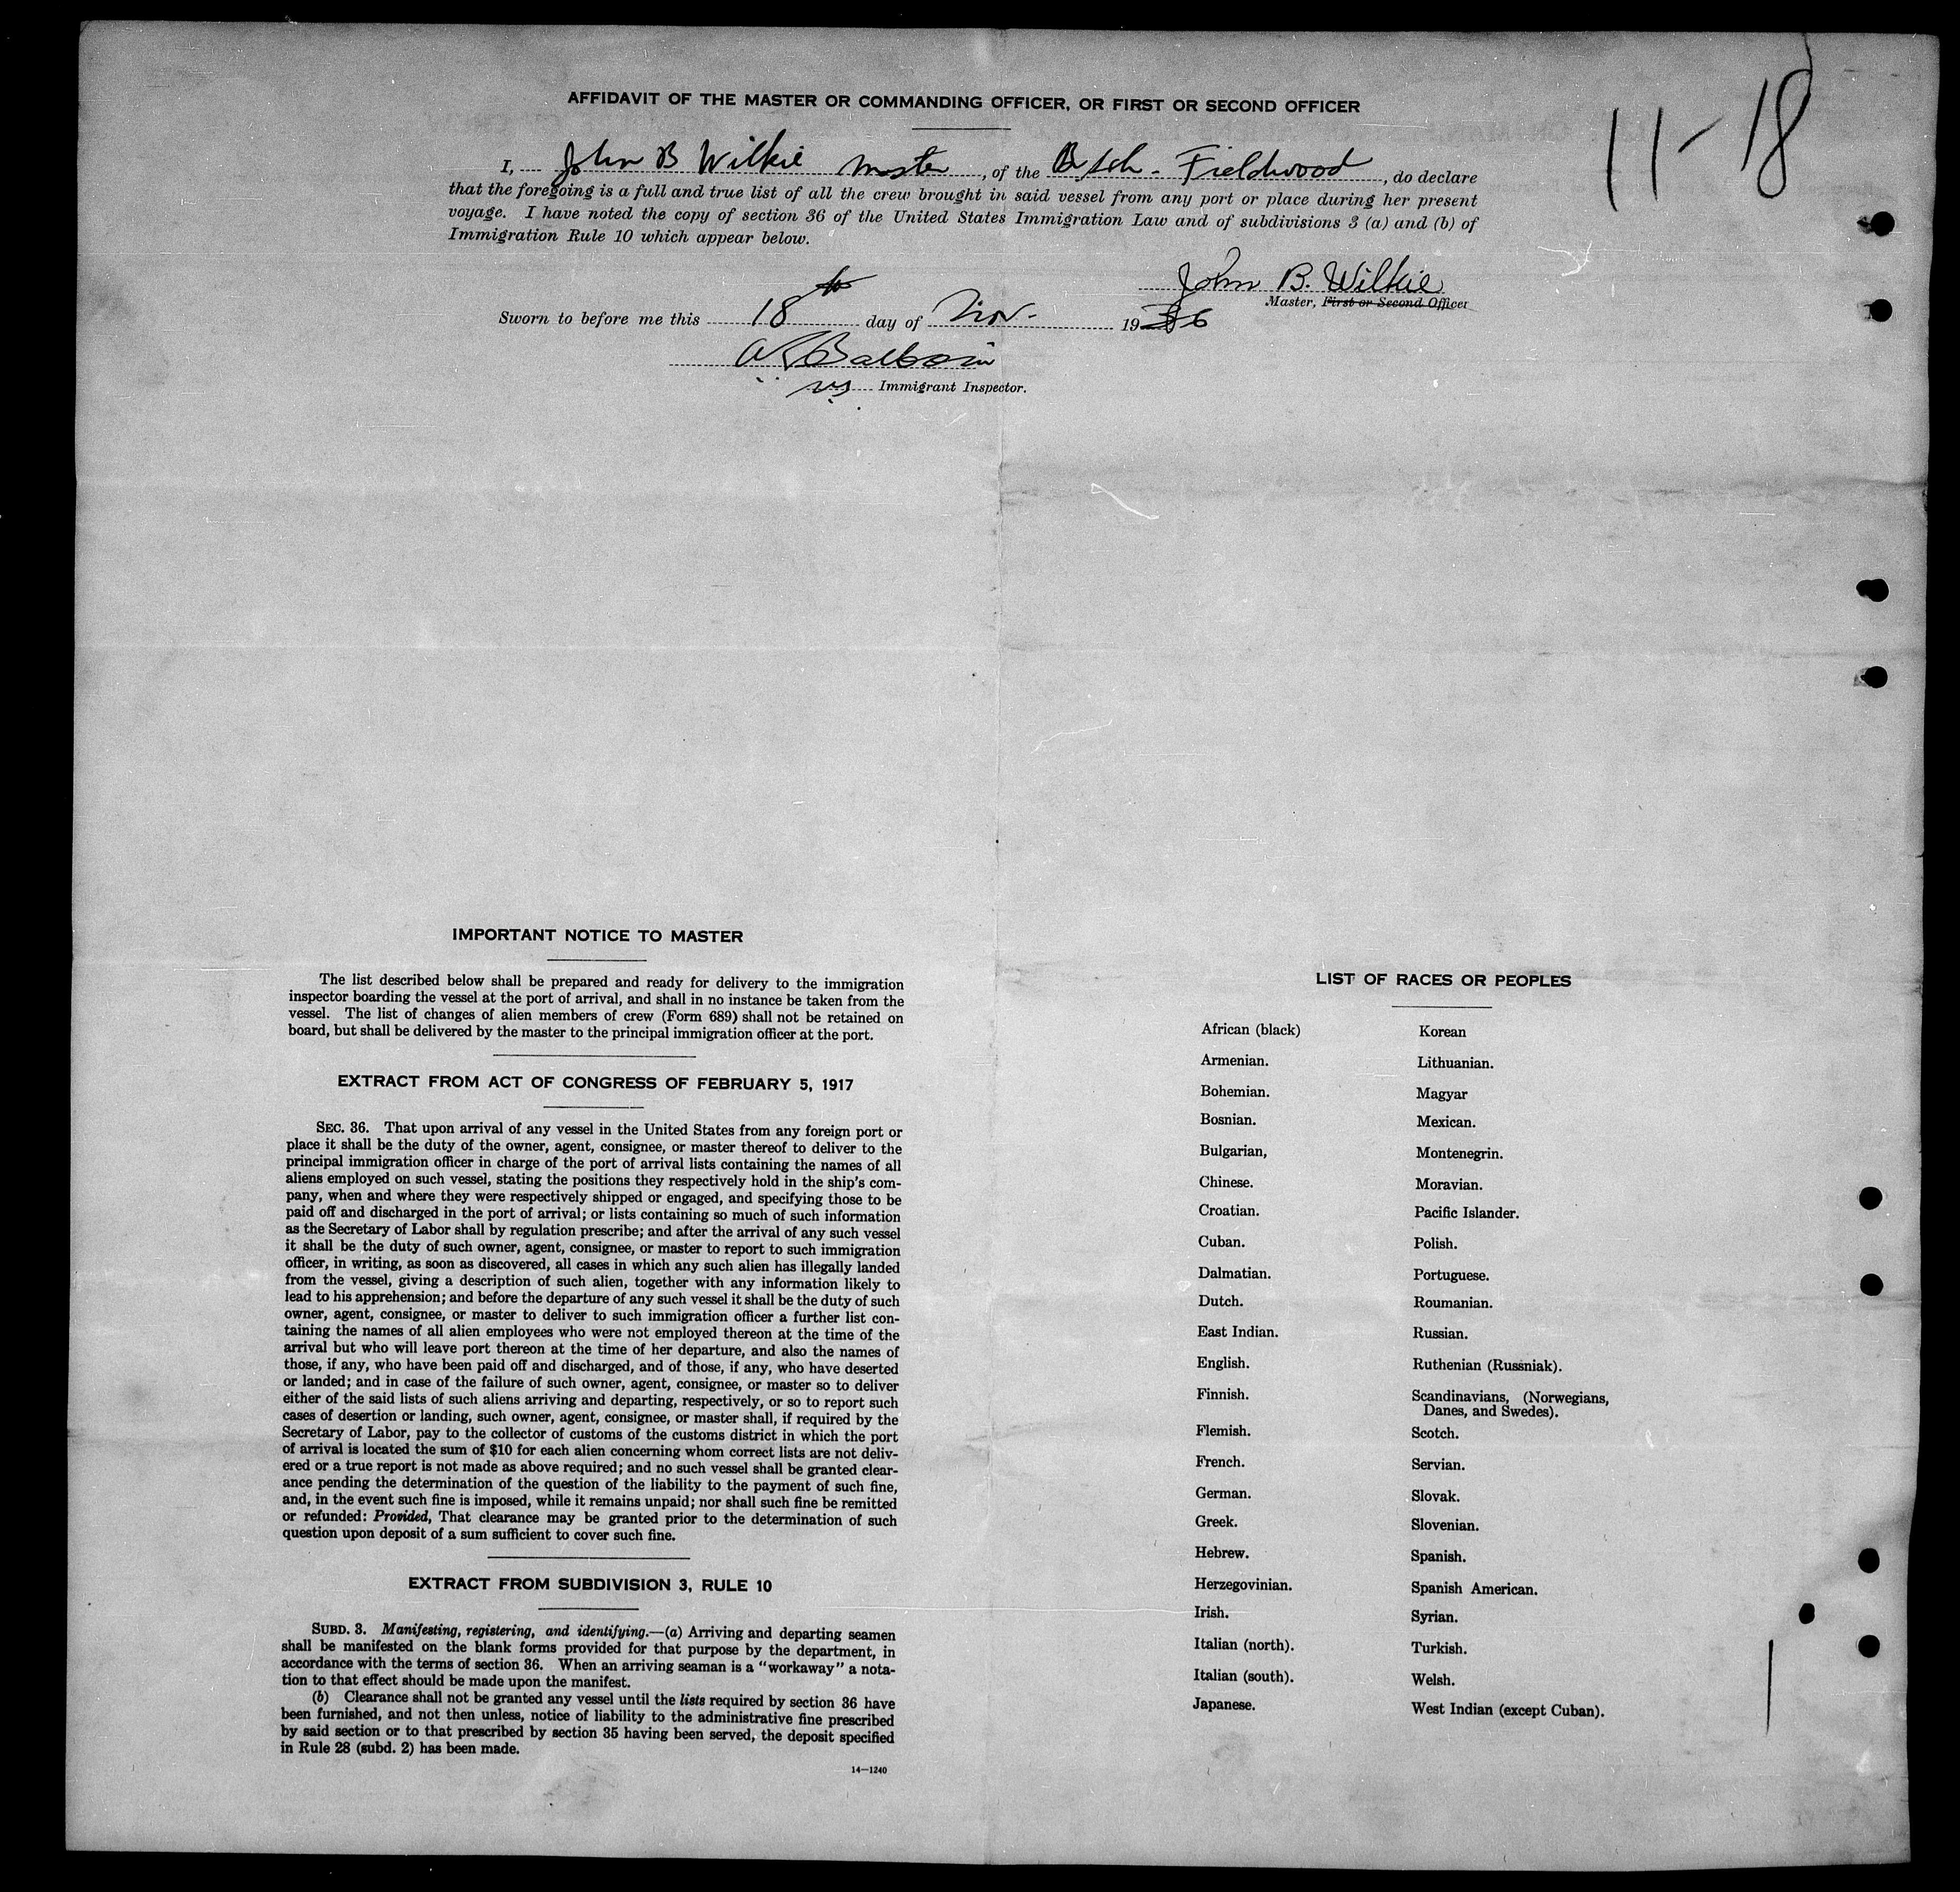 11-18
AFFIDAVIT OF THE MASTER OR COMMANDING OFFICER, OR FIRST OR SECOND OFFICER
I, John B Wilkie Master, of the Sch. Fieldwood, do declare
that the foregoing is a full and true list of all the crew brought in said vessel from any port or place during her present
voyage. I have noted the copy of section 36 of the United States Immigration Law and of subdivisions 3 (a) and (b) of
Immigration Rule 10 which appear below.
John B. Wilkie
Master, First or Second Officer
Sworn to before me this 18th day of Nov. 1936
Immigrant Inspector.
IMPORTANT NOTICE TO MASTER
The list described below shall be prepared and ready for delivery to the immigration
inspector boarding the vessel at the port of arrival, and shall in no instance be taken from the
vessel. The list of changes of alien members of crew (Form 689) shall not be retained on
board, but shall be delivered by the master to the principal immigration officer at the port.
EXTRACT FROM ACT OF CONGRESS OF FEBRUARY 5, 1917
SEC. 36. That upon arrival of any vessel in the United States from any foreign port or
place it shall be the duty of the owner, agent, consignee, or master thereof to deliver to the
principal immigration officer in charge of the port of arrival lists containing the names of all
aliens employed on such vessel, stating the positions they respectively hold in the ship's com-
pany, when and where they were respectively shipped or engaged, and specifying those to be
paid off and discharged in the port of arrival; or lists containing so much of such information
as the Secretary of Labor shall by regulation prescribe; and after the arrival of any such vessel
it shall be the duty of such owner, agent, consignee, or master to report to such immigration
officer, in writing, as soon as discovered, all cases in which any such alien has illegally landed
from the vessel, giving a description of such alien, together with any information likely to
lead to his apprehension; and before the departure of any such vessel it shall be the duty of such
owner, agent, consignee, or master to deliver to such immigration officer a further list con-
taining the names of all alien employees who were not employed thereon at the time of the
arrival but who will leave port thereon at the time of her departure, and also the names of
those, if any, who have been paid off and discharged, and of those, if any, who have deserted
or landed; and in case of the failure of such owner, agent, consignee, or master so to deliver
either of the said lists of such aliens arriving and departing, respectively, or so to report such
cases of desertion or landing, such owner, agent, consignee, or master shall, if required by the
Secretary of Labor, pay to the collector of customs of the customs district in which the port
of arrival is located the sum of $10 for each alien concerning whom correct lists are not deliv-
ered or a true report is not made as above required; and no such vessel shall be granted clear-
ance pending the determination of the question of the liability to the payment of such fine,
and, in the event such fine is imposed, while it remains unpaid; nor shall such fine be remitted
or refunded: Provided, That clearance may be granted prior to the determination of such
question upon deposit of a sum sufficient to cover such fine.
EXTRACT FROM SUBDIVISION 3, RULE 10
SUBD. 3. Manifesting, registering, and identifying.—(a) Arriving and departing seamen
shall be manifested on the blank forms provided for that purpose by the department, in
accordance with the terms of section 36. When an arriving seaman is a "workaway" a nota-
tion to that effect should be made upon the manifest.
(b) Clearance shall not be granted any vessel until the lists required by section 36 have
been furnished, and not then unless, notice of liability to the administrative fine prescribed
by said section or to that prescribed by section 35 having been served, the deposit specified
in Rule 28 (subd. 2) has been made.
14—1240
LIST OF RACES OR PEOPLES
African (black)
Armenian.
Bohemian.
Bosnian.
Bulgarian,
Chinese.
Croatian.
Cuban.
Dalmatian.
Dutch.
East Indian.
English.
Finnish.
Flemish.
French.
German.
Greek.
Hebrew.
Herzegovinian.
Irish.
Italian (north).
Italian (south).
Japanese.
Korean
Lithuanian.
Magyar
Mexican.
Montenegrin.
Moravian.
Pacific Islander.
Polish.
Portuguese.
Roumanian.
Russian.
Ruthenian (Russniak).
Scandinavians, (Norwegians,
Danes, and Swedes).
Scotch.
Servian.
Slovak.
Slovenian.
Spanish.
Spanish American.
Syrian.
Turkish.
Welsh.
West Indian (except Cuban).